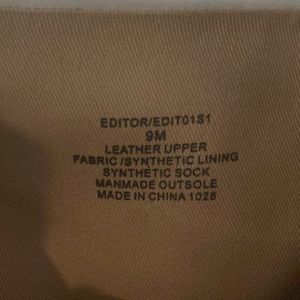 EDITOR/EDIT01S1
9M
LEATHER UPPER
FABRIC /SYNTHETIC LINING
SYNTHETIC SOCK
MANMADE OUTSOLE
MADE IN CHINA 1028